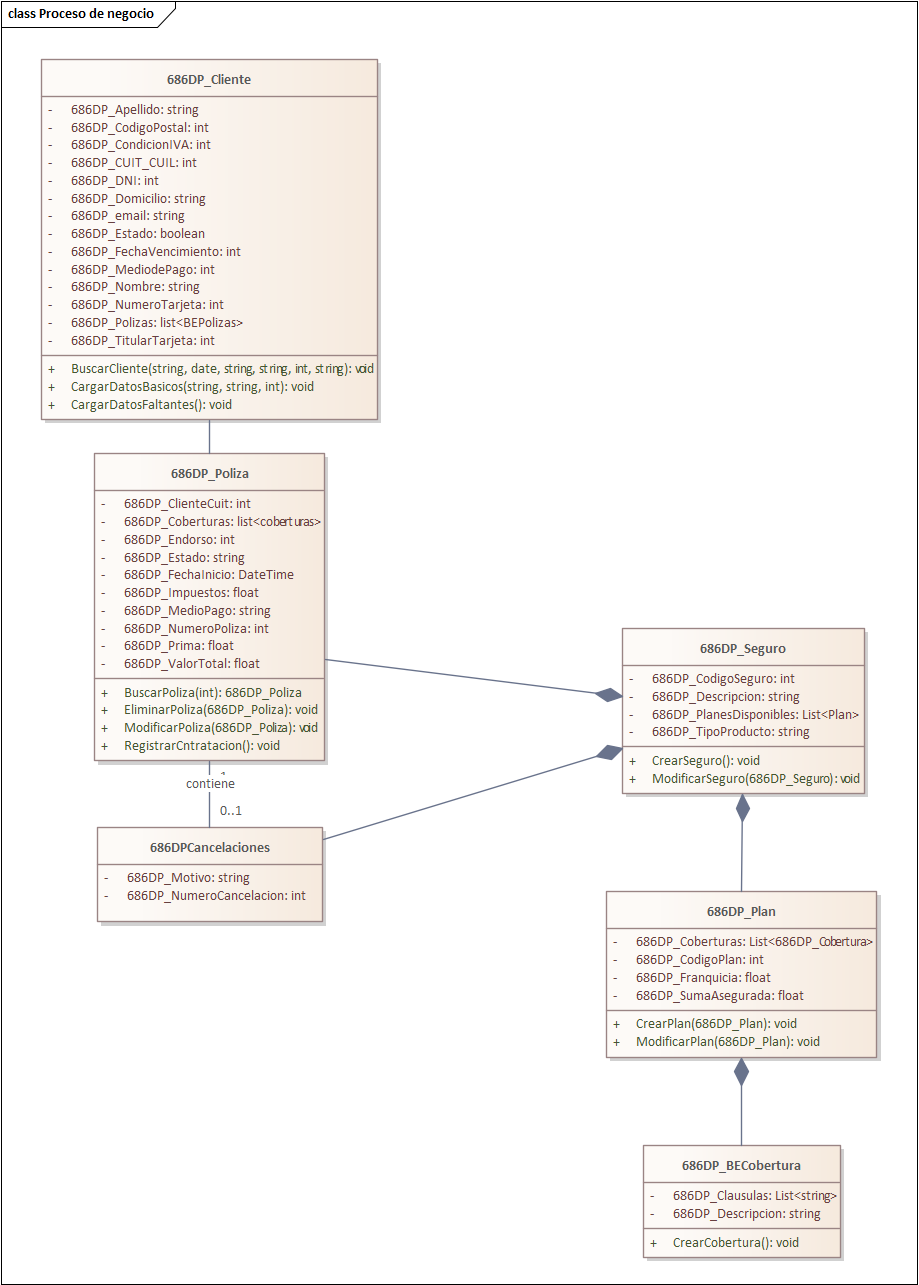 class Proceso de negocio
686DP_Cliente
- 686DP_Apellido: string
- 686DP_CodigoPostal: int
- 686DP_CondicionIVA: int
- 686DP_CUIT_CUIL: int
- 686DP_DNI: int
- 686DP_Domicilio: string
- 686DP_email: string
- 686DP_Estado: boolean
- 686DP_FechaVencimiento: int
- 686DP_MediodePago: int
- 686DP_Nombre: string
- 686DP_NumeroTarjeta: int
- 686DP_Polizas: list<BEPolizas>
- 686DP_TitularTarjeta: int
+ BuscarCliente(string, date, string, string, int, string): void
+ CargarDatosBasicos(string, string, int): void
+ CargarDatosFaltantes(): void
686DP_Poliza
- 686DP_ClienteCuit: int
- 686DP_Coberturas: list<coberturas>
- 686DP_Endorso: int
- 686DP_Estado: string
- 686DP_FechaInicio: DateTime
- 686DP_Impuestos: float
- 686DP_MedioPago: string
- 686DP_NumeroPoliza: int
- 686DP_Prima: float
- 686DP_ValorTotal: float
+ BuscarPoliza(int): 686DP_Poliza
+ EliminarPoliza(686DP_Poliza): void
+ ModificarPoliza(686DP_Poliza): void
+ RegistrarCntratacion(): void
contiene
0..1
686DPCancelaciones
- 686DP_Motivo: string
- 686DP_NumeroCancelacion: int
686DP_Seguro
- 686DP_CodigoSeguro: int
- 686DP_Descripcion: string
- 686DP_PlanesDisponibles: List<Plan>
- 686DP_TipoProducto: string
+ CrearSeguro(): void
+ ModificarSeguro(686DP_Seguro): void
686DP_Plan
- 686DP_Coberturas: List<686DP_Cobertura>
- 686DP_CodigoPlan: int
- 686DP_Franquicia: float
- 686DP_SumaAsegurada: float
+ CrearPlan(686DP_Plan): void
+ ModificarPlan(686DP_Plan): void
686DP_BECobertura
- 686DP_Clausulas: List<string>
- 686DP_Descripcion: string
+ CrearCobertura(): void